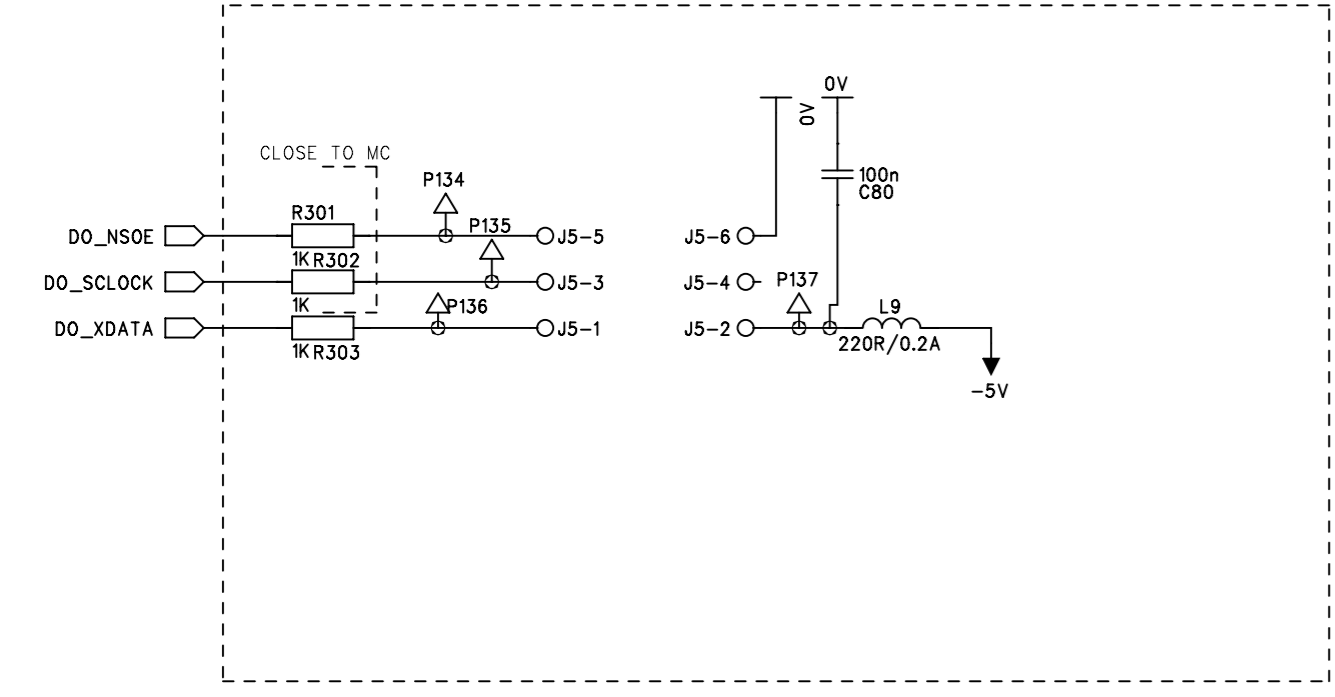 0V
0V
CLOSE TO MC
100n
C80
P134
R301
P135
DO_NSOE
J5-5
J5-6
1K R302
DO_SCLOCK
J5-3
J5-4
P137
1K
P136
L9
DO_XDATA
J5-1
J5-2
220R/0.2A
1K R303
-5V